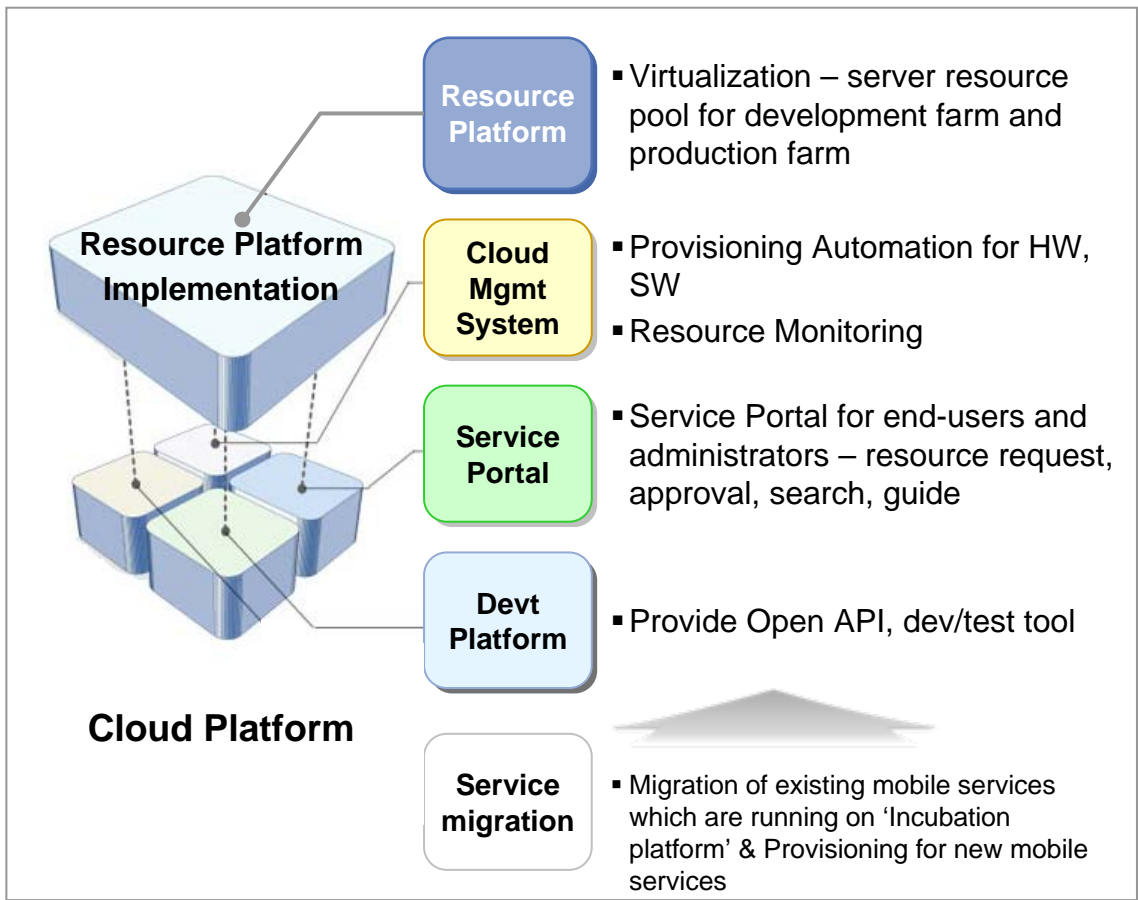 Resource
Platform
▪ Virtualization – server resource
pool for development farm and
production farm
Resource Platform
Implementation
Cloud
Mgmt
System
▪ Provisioning Automation for HW,
SW
▪ Resource Monitoring
Service
Portal
▪ Service Portal for end-users and
administrators – resource request,
approval, search, guide
Devt
Platform
▪ Provide Open API, dev/test tool
Cloud Platform
Service
migration
▪ Migration of existing mobile services
which are running on ‘Incubation
platform’ & Provisioning for new mobile
services